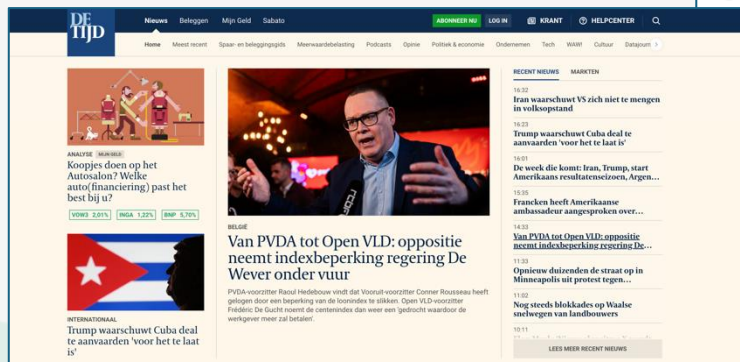 DE
TIJD
Nieuws Beleggen Mijn Geld Sabato
ABONNEER NU LOG IN KRANT HELPCENTER
Home Meest recent Spaar- en beleggingsgids Meerwaardebelasting Podcasts Opinie Politiek & economie Ondernemen Tech WAW! Cultuur Datajourn
ANALYSE MIJN GELD
Koopjes doen op het
Autosalon? Welke
auto(financiering) past het
best bij u?
VOW3 2,01% INGA 1,22% BNP 5,70%
INTERNATIONAAL
Trump waarschuwt Cuba deal
te aanvaarden 'voor het te laat
is'
rtbf
BELGIË
Van PVDA tot Open VLD: oppositie
neemt indexbeperking regering De
Wever onder vuur
PVDA-voorzitter Raoul Hedebouw vindt dat Vooruit-voorzitter Conner Rousseau heeft
gelogen door een beperking van de loonindex te slikken. Open VLD-voorzitter
Frédéric De Gucht noemt de centenindex dan weer een 'gedrocht waardoor de
werkgever meer zal betalen'.
RECENT NIEUWS MARKTEN
16:32
Iran waarschuwt VS zich niet te mengen
in volksopstand
16:23
Trump waarschuwt Cuba deal te
aanvaarden 'voor het te laat is'
16:01
De week die komt: Iran, Trump, start
Amerikaans resultatenseizoen, Argen...
15:35
Francken heeft Amerikaanse
ambassadeur aangesproken over...
14:33
Van PVDA tot Open VLD: oppositie
neemt indexbeperking regering De...
11:33
Opnieuw duizenden de straat op in
Minneapolis uit protest tegen...
11:02
Nog steeds blokkades op Waalse
snelwegen van landbouwers
10:11
LEES MEER RECENT NIEUWS